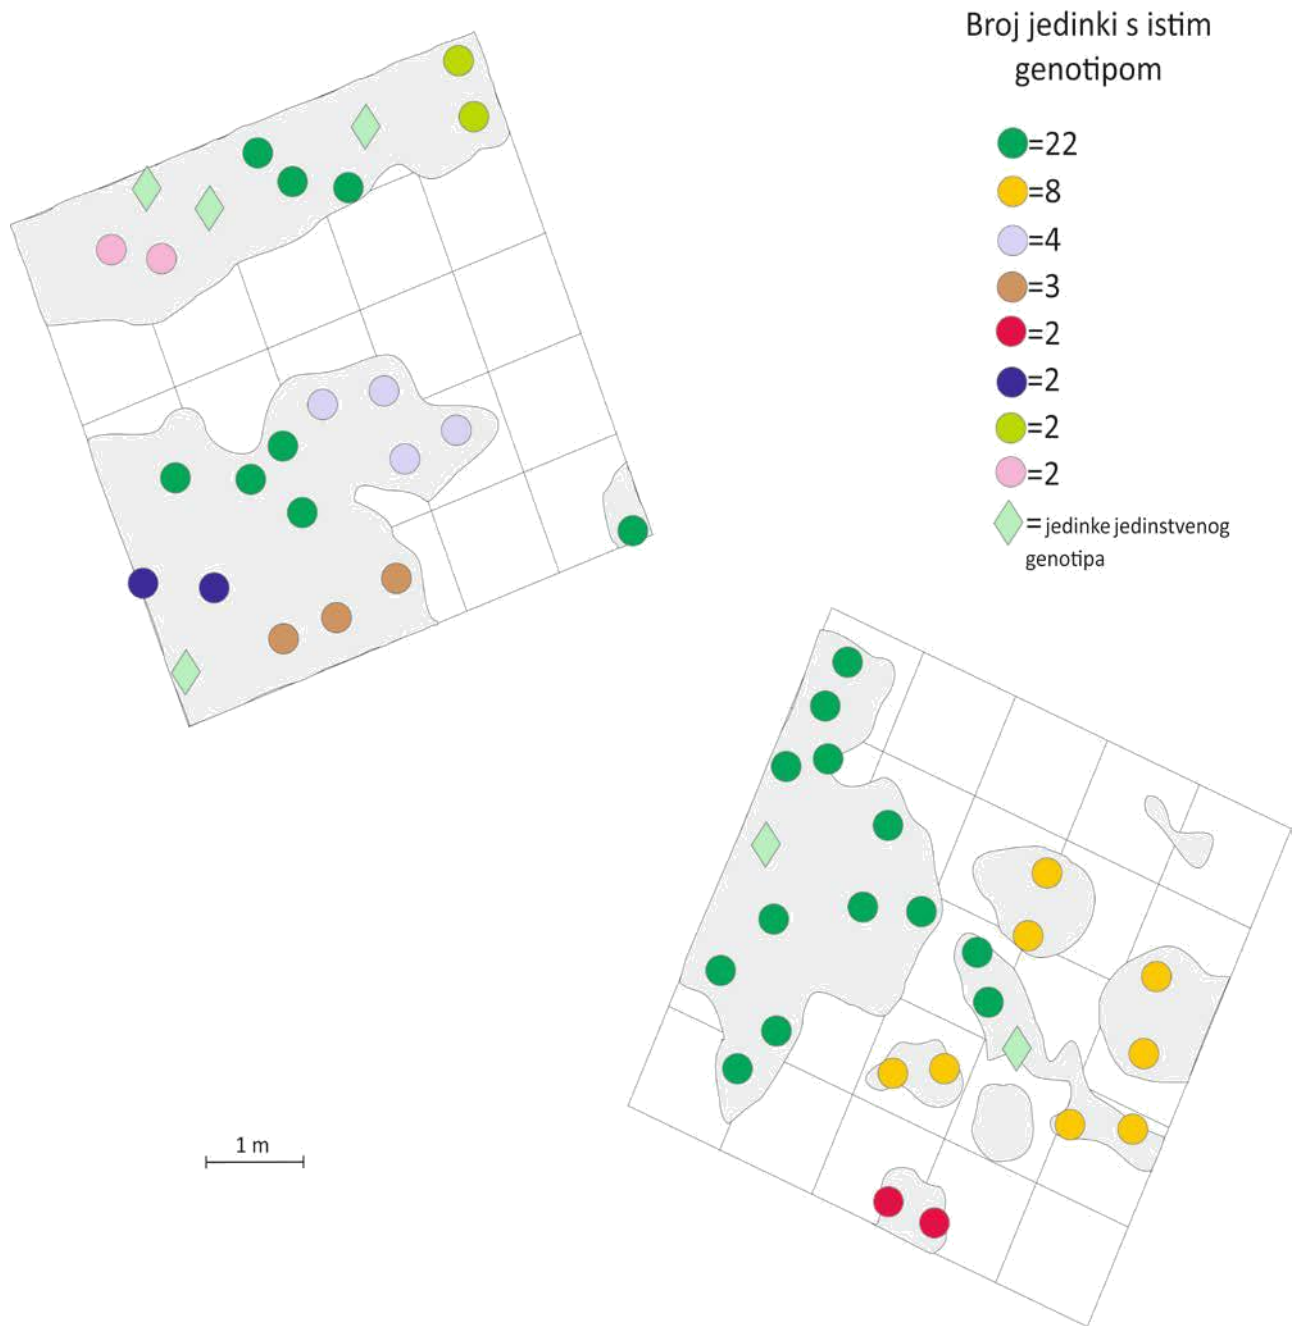 Broj jedinki s istim
genotipom
=22
=8
=4
=3
=2
=2
=2
=2
= jedinke jedinstvenog
genotipa
1 m